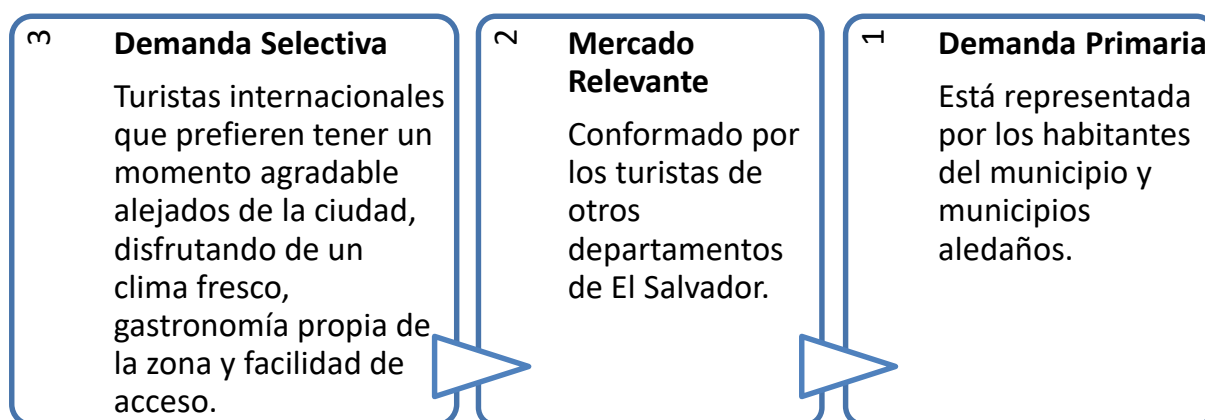 3
Demanda Selectiva
Turistas internacionales
que prefieren tener un
momento agradable
alejados de la ciudad,
disfrutando de un
clima fresco,
gastronomía propia de
la zona y facilidad de
acceso.
2
Mercado
Relevante
Conformado por
los turistas de
otros
departamentos
de El Salvador.
1
Demanda Primaria
Está representada
por los habitantes
del municipio y
municipios
aledaños.